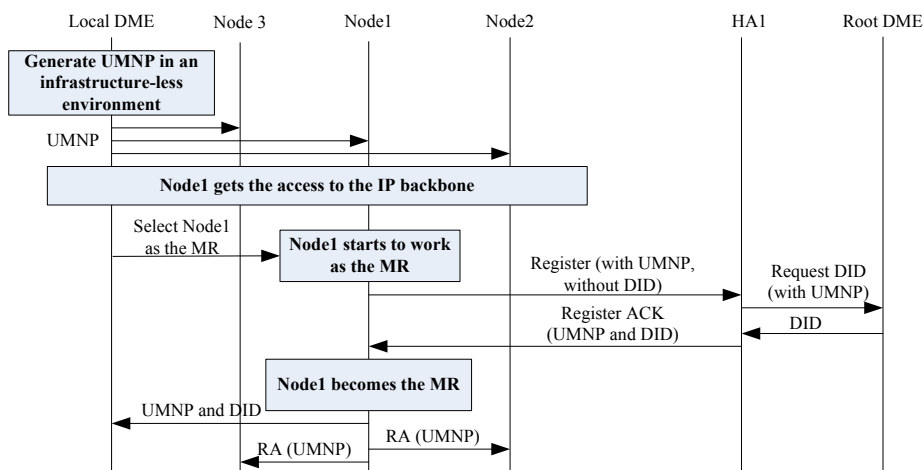 Local DME
Node 3
Node1
Node2
HA1
Root DME
Generate UMNP in an
infrastructure-less
environment
UMNP
Node1 gets the access to the IP backbone
Select Node1
as the MR
Node1 starts to work
as the MR
Register (with UMNP,
without DID)
Request DID
(with UMNP)
Register ACK
(UMNP and DID)
DID
Node1 becomes the MR
UMNP and DID
RA (UMNP)
RA (UMNP)